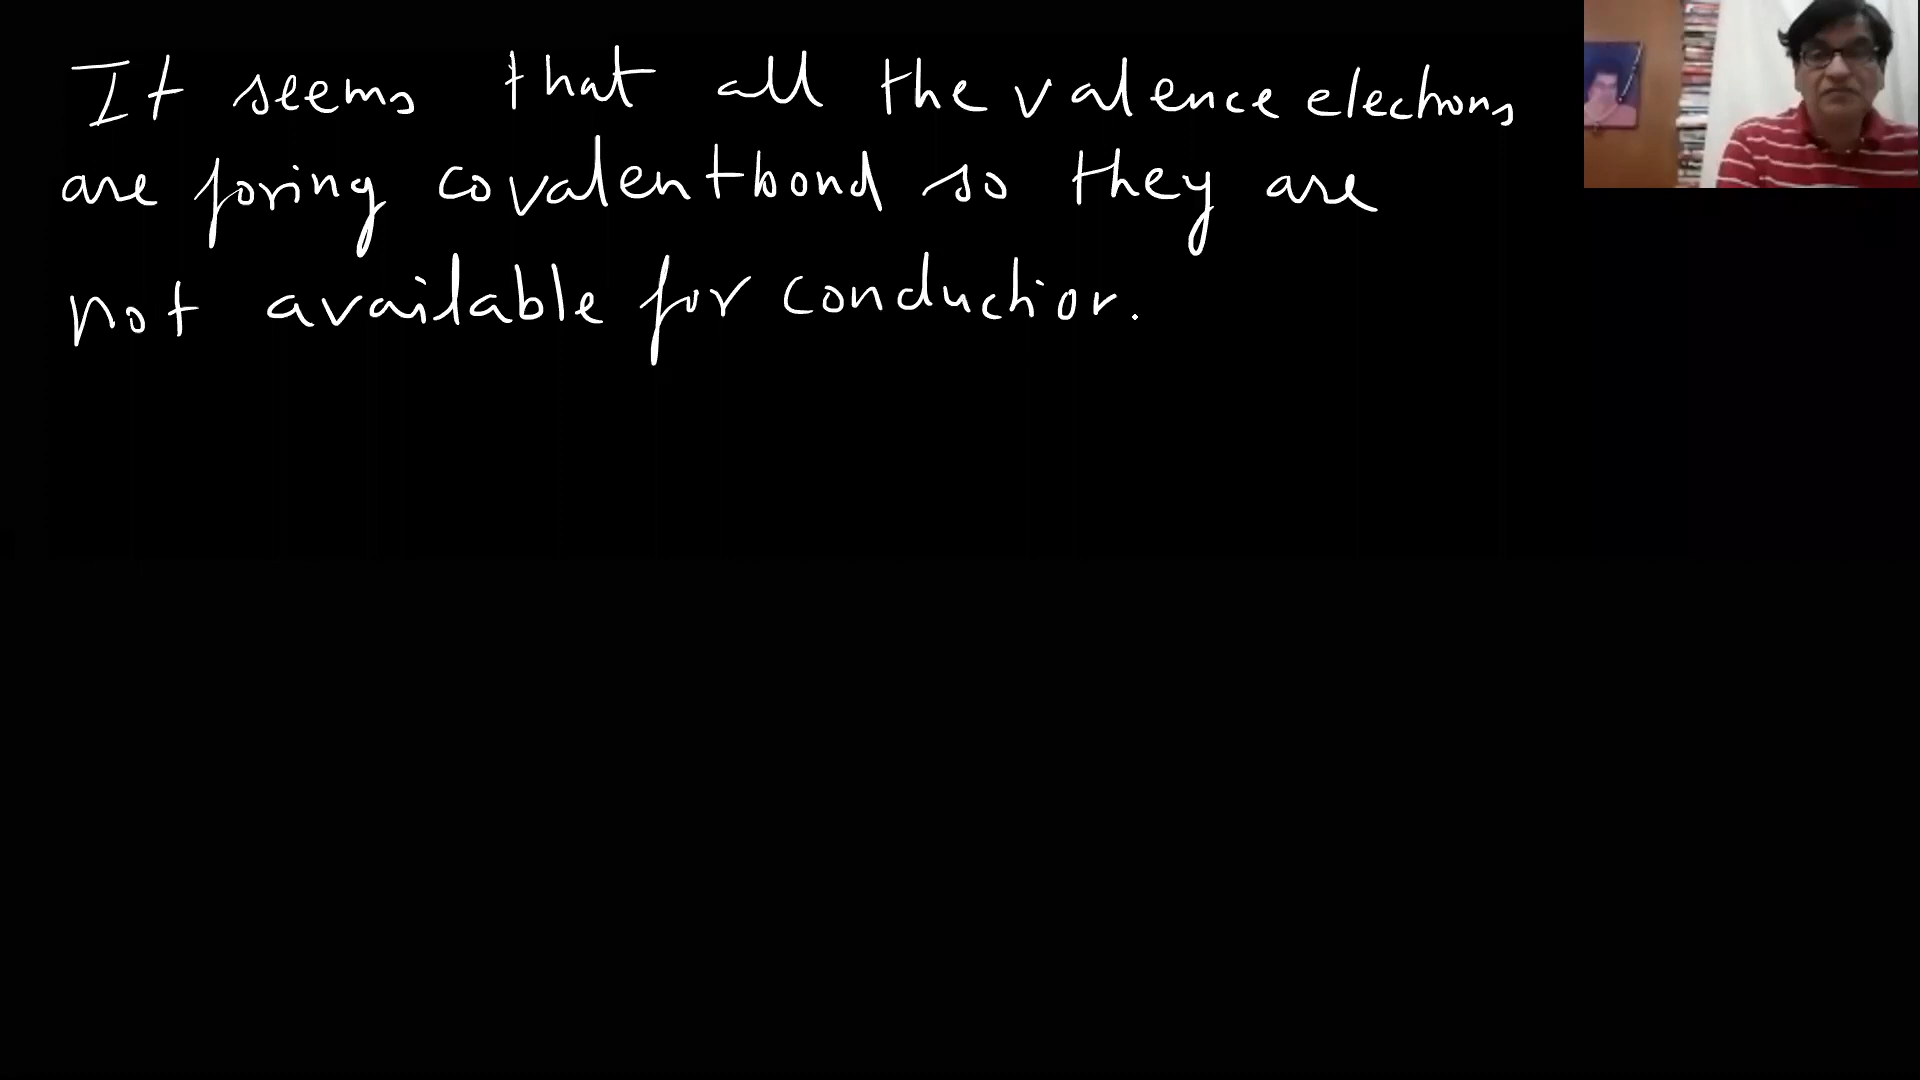 It seems that all the valence electrons
are foring covalent bond so they are
not available for conduction.